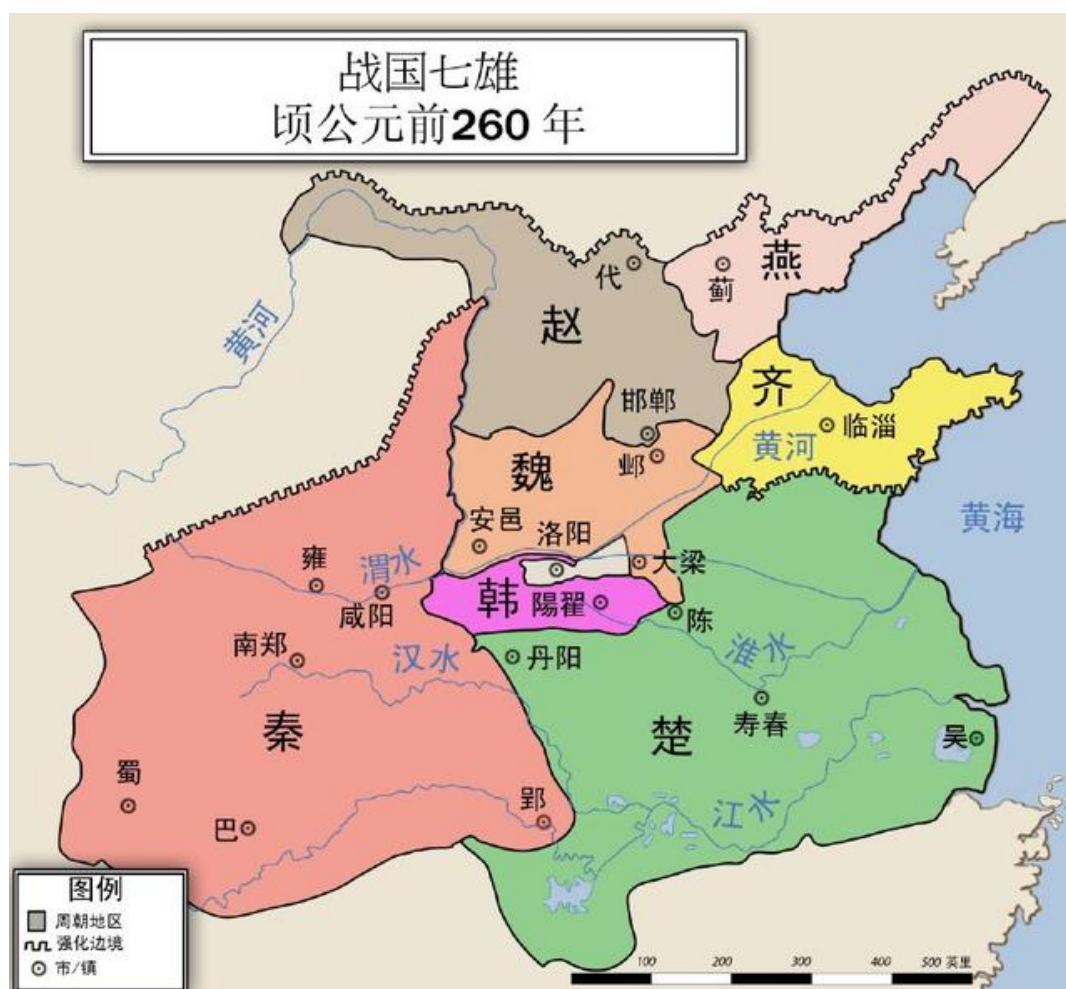 战国七雄
顷公元前260 年
燕
代
蓟
赵
黄河
齐
邯郸
临淄
黄河
邺
魏
黄海
安邑
洛阳
渭水
大梁
雍
韩
陽翟
咸阳
陈
南郑
汉水
丹阳
淮水
寿春
秦
楚
吴
蜀
郢
江水
巴
图例
周朝地区
强化边境
市/镇
100 200 300 400 500 英里